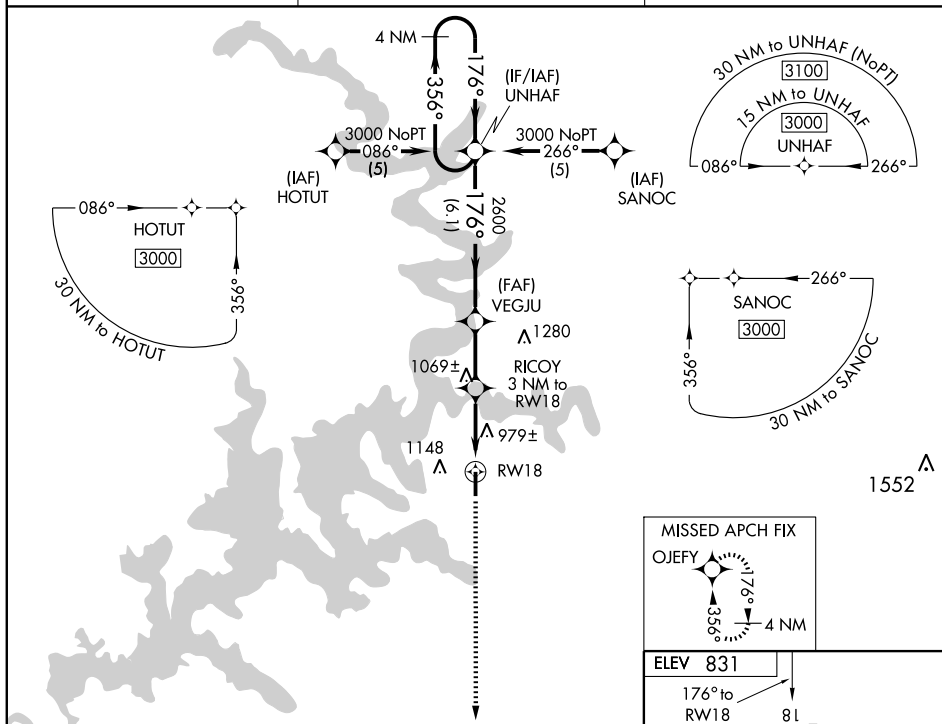 4 NM
356°
176°
(IF/IAF)
UNHAF
3000 NoPT
086°
(5)
(IAF)
HOTUT
3000 NoPT
266°
(5)
(IAF)
SANOC
30 NM to UNHAF (NoPT)
3100
15 NM to UNHAF
3000
UNHAF
086°
266°
086°
HOTUT
3000
356°
30 NM to HOTUT
2600
176°
(6.1)
(FAF)
VEGJU
1280
1069±
RICOY
3 NM to
RW18
979±
1148
RW18
266°
SANOC
3000
356°
30 NM to SANOC
1552
MISSED APCH FIX
OJEFY
176°
356°
4 NM
ELEV 831
176° to
RW18
18